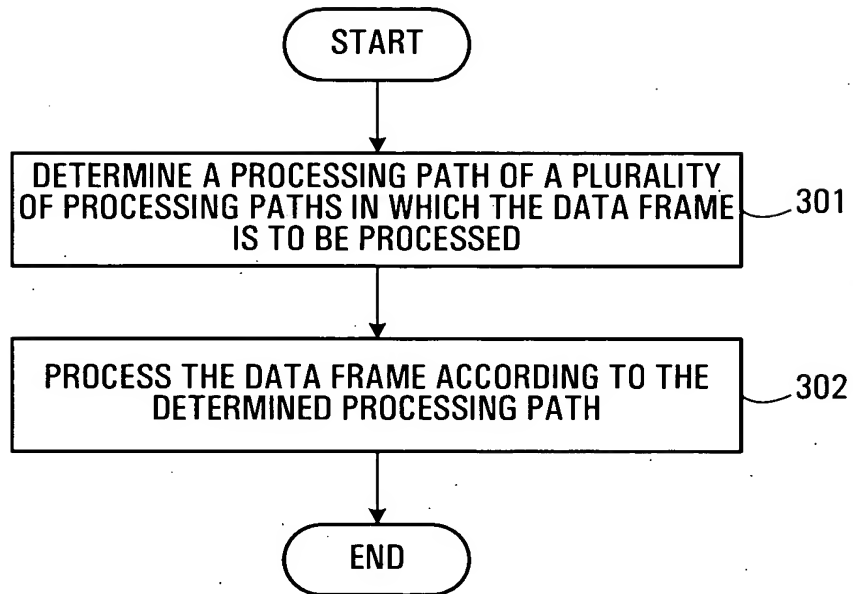 START
DETERMINE A PROCESSING PATH OF A PLURALITY
OF PROCESSING PATHS IN WHICH THE DATA FRAME
IS TO BE PROCESSED
301
PROCESS THE DATA FRAME ACCORDING TO THE
DETERMINED PROCESSING PATH
302
END